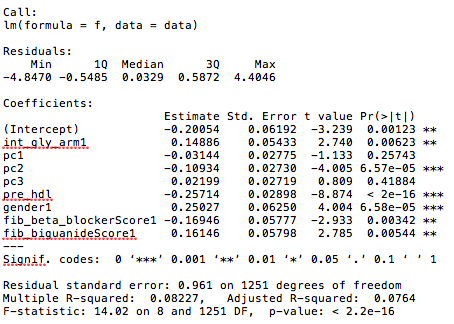 Call:
lm(formula = f, data = data)
Residuals:
Min 1Q Median 3Q Max
-4.8470 -0.5485 0.0329 0.5872 4.4046
Coefficients:
Estimate Std. Error t value Pr(>|t|)
(Intercept) -0.20054 0.06192 -3.239 0.00123 **
int_gly_arm1 0.14886 0.05433 2.740 0.00623 **
pc1 -0.03144 0.02775 -1.133 0.25743
pc2 -0.10934 0.02730 -4.005 6.57e-05 ***
pc3 0.02199 0.02719 0.809 0.41884
pre_hdl -0.25714 0.02898 -8.874 < 2e-16 ***
gender1 0.25027 0.06250 4.004 6.58e-05 ***
fib_beta_blockerScore1 -0.16946 0.05777 -2.933 0.00342 **
fib_biguanideScore1 0.16146 0.05798 2.785 0.00544 **
---
Signif. codes: 0 ‘***’ 0.001 ‘**’ 0.01 ‘*’ 0.05 ‘.’ 0.1 ‘ ’ 1
Residual standard error: 0.961 on 1251 degrees of freedom
Multiple R-squared: 0.08227, Adjusted R-squared: 0.0764
F-statistic: 14.02 on 8 and 1251 DF, p-value: < 2.2e-16